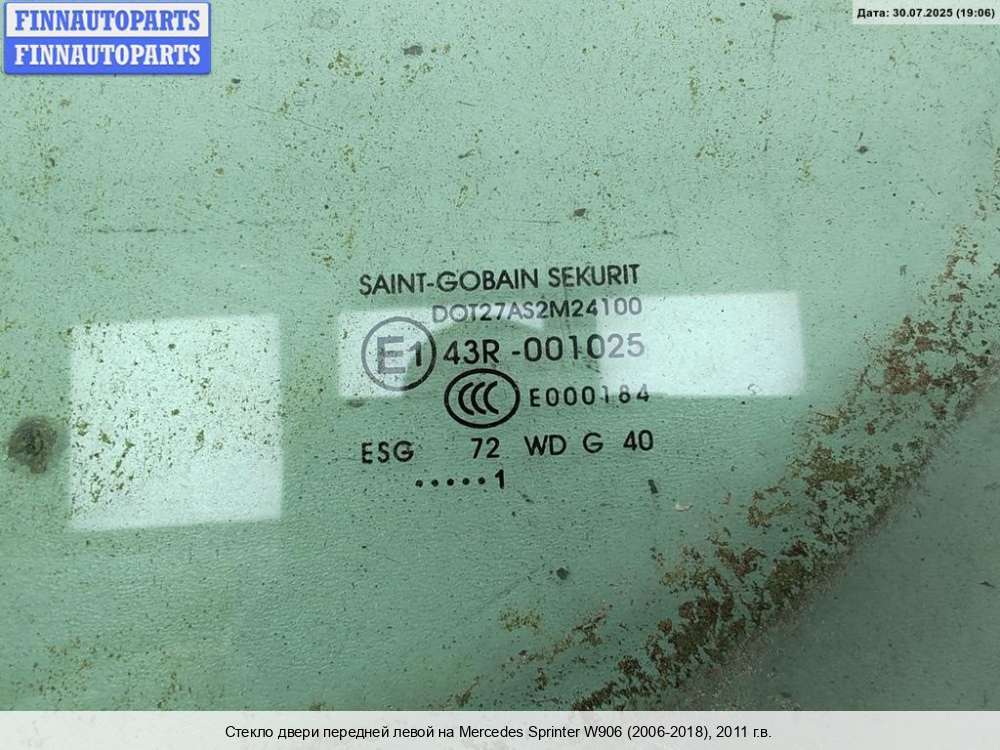 FINNAUTOPARTS
FINNAUTOPARTS
Дата: 30.07.2025 (19:06)
SAINT-GOBAIN SEKURIT
DOT27AS2M24100
E1 43R -001025
CCC E000184
ESG 72 WD G 40
.....1
Стекло двери передней левой на Mercedes Sprinter W906 (2006-2018), 2011 г.в.